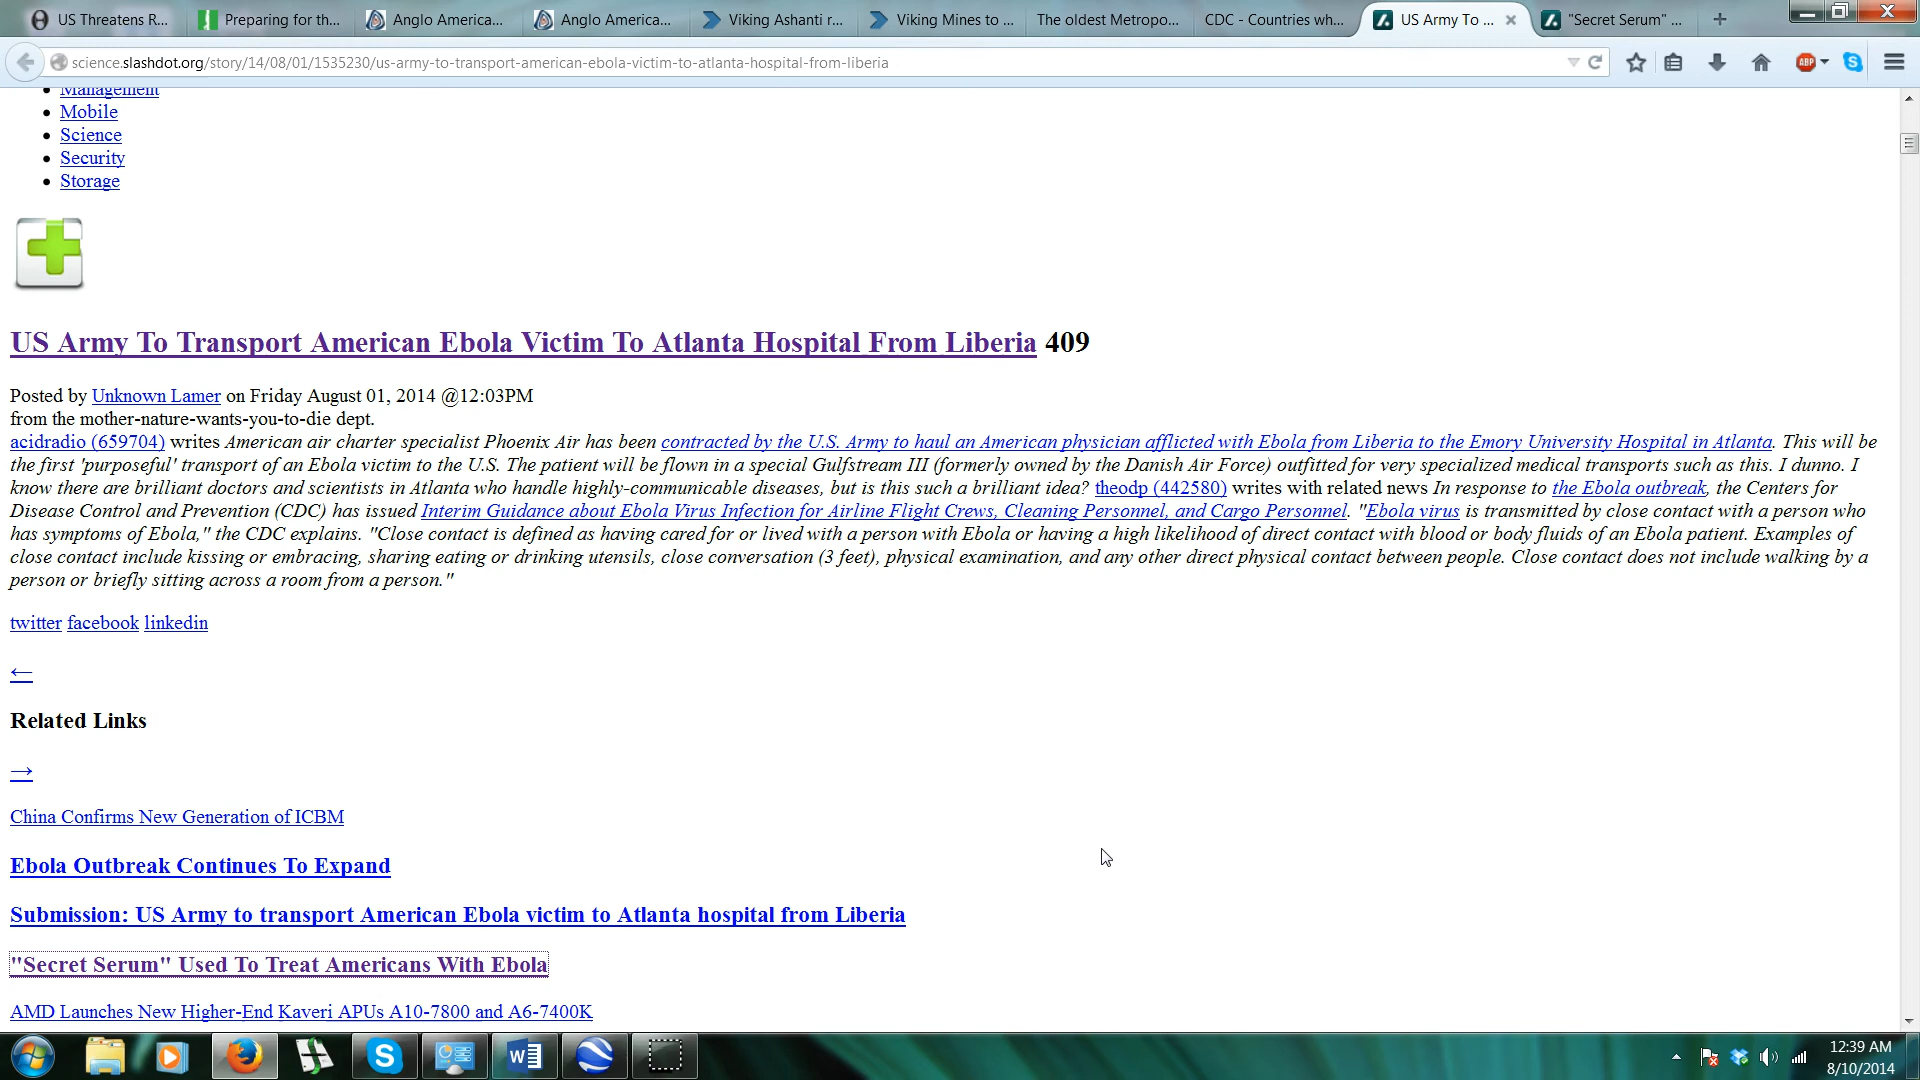 US Threatens R...
Preparing for th...
Anglo America...
Anglo America...
Viking Ashanti r...
Viking Mines to ...
The oldest Metropo...
CDC - Countries wh...
US Army To ...
"Secret Serum" ...
science.slashdot.org/story/14/08/01/1535230/us-army-to-transport-american-ebola-victim-to-atlanta-hospital-from-liberia
ABP
Management
Mobile
Science
Security
Storage
US Army To Transport American Ebola Victim To Atlanta Hospital From Liberia 409
Posted by Unknown Lamer on Friday August 01, 2014 @12:03PM
from the mother-nature-wants-you-to-die dept.
acidradio (659704) writes American air charter specialist Phoenix Air has been contracted by the U.S. Army to haul an American physician afflicted with Ebola from Liberia to the Emory University Hospital in Atlanta. This will be
the first 'purposeful' transport of an Ebola victim to the U.S. The patient will be flown in a special Gulfstream III (formerly owned by the Danish Air Force) outfitted for very specialized medical transports such as this. I dunno. I
know there are brilliant doctors and scientists in Atlanta who handle highly-communicable diseases, but is this such a brilliant idea? theodp (442580) writes with related news In response to the Ebola outbreak, the Centers for
Disease Control and Prevention (CDC) has issued Interim Guidance about Ebola Virus Infection for Airline Flight Crews, Cleaning Personnel, and Cargo Personnel. "Ebola virus is transmitted by close contact with a person who
has symptoms of Ebola," the CDC explains. "Close contact is defined as having cared for or lived with a person with Ebola or having a high likelihood of direct contact with blood or body fluids of an Ebola patient. Examples of
close contact include kissing or embracing, sharing eating or drinking utensils, close conversation (3 feet), physical examination, and any other direct physical contact between people. Close contact does not include walking by a
person or briefly sitting across a room from a person."
twitter facebook linkedin
←
Related Links
→
China Confirms New Generation of ICBM
Ebola Outbreak Continues To Expand
Submission: US Army to transport American Ebola victim to Atlanta hospital from Liberia
"Secret Serum" Used To Treat Americans With Ebola
AMD Launches New Higher-End Kaveri APUs A10-7800 and A6-7400K
12:39 AM
8/10/2014